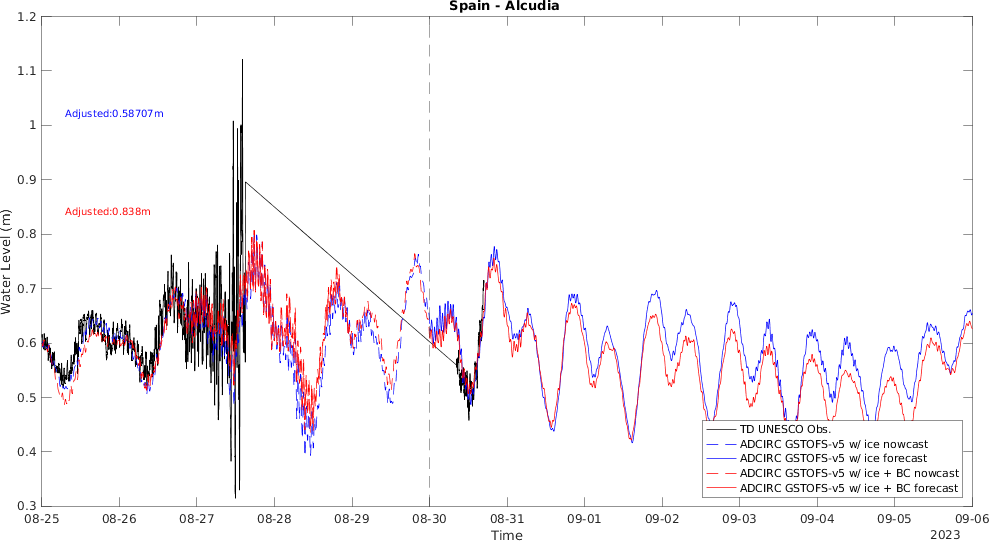 Spain - Alcudia
1.2
1.1
1
0.9
0.8
0.7
0.6
0.5
0.4
0.3
Water Level (m)
Adjusted:0.58707m
Adjusted:0.838m
TD UNESCO Obs.
ADCIRC GSTOFS-v5 w/ ice nowcast
ADCIRC GSTOFS-v5 w/ ice forecast
ADCIRC GSTOFS-v5 w/ ice + BC nowcast
ADCIRC GSTOFS-v5 w/ ice + BC forecast
08-25 08-26 08-27 08-28 08-29 08-30 08-31 09-01 09-02 09-03 09-04 09-05 09-06
Time
2023